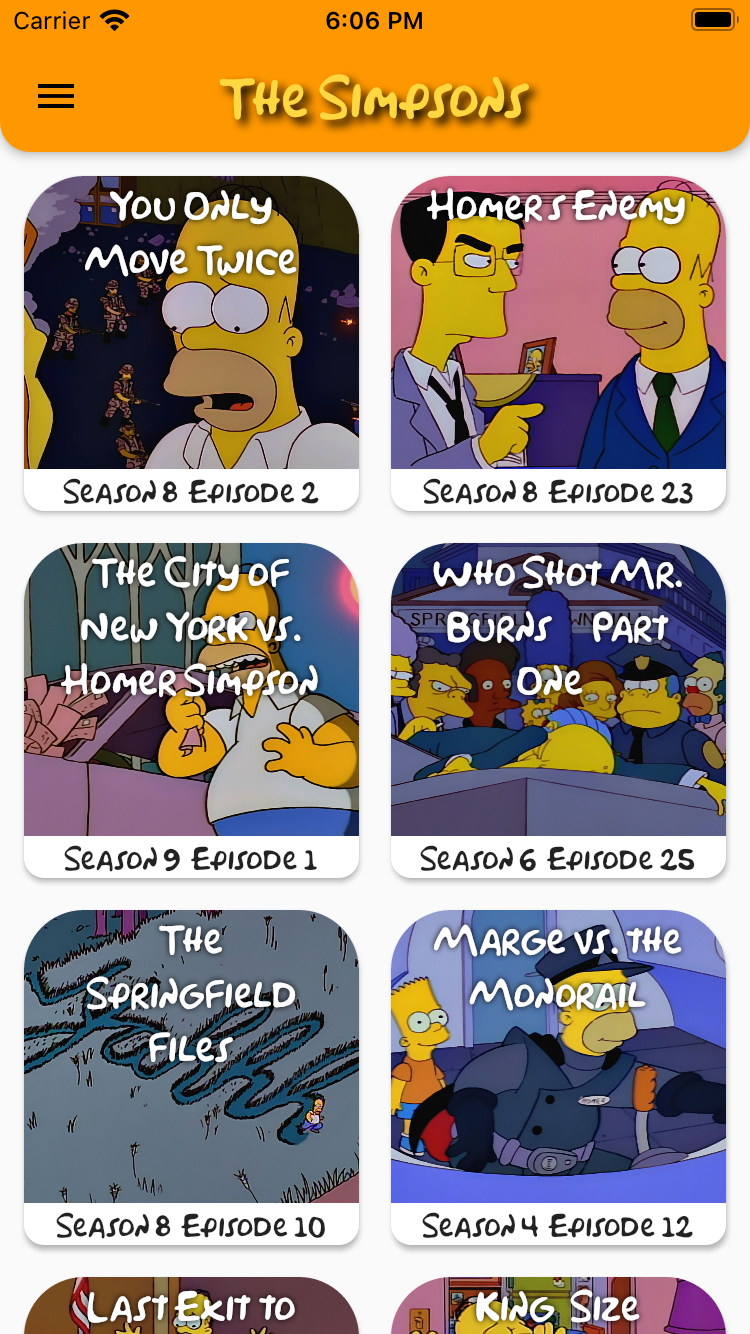 Carrier 6:06 PM
The Simpsons
You Only
Move Twice
Season 8 Episode 2
Homer s Enemy
Season 8 Episode 23
The City of
New York vs.
Homer Simpson
Season 9 Episode 1
Who Shot Mr.
Burns Part
One
Season 6 Episode 25
The
Springfield
Files
Season 8 Episode 10
Marge vs. the
Monorail
HOMER
Season 4 Episode 12
Last Exit to
King Size